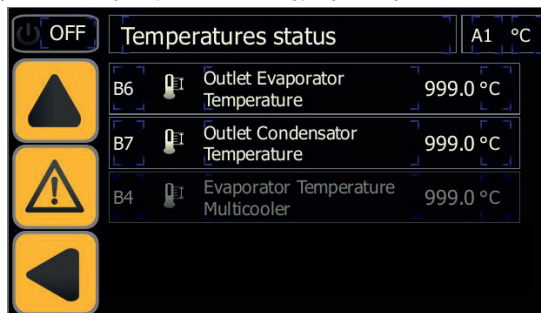 OFF
Temperatures status
A1 °C
B6
Outlet Evaporator
Temperature
999.0 °C
B7
Outlet Condensator
Temperature
999.0 °C
B4
Evaporator Temperature
Multicooler
999.0 °C